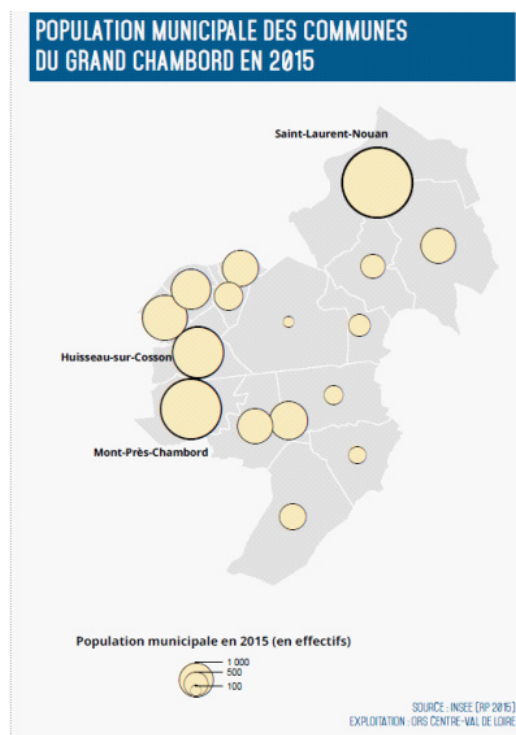 POPULATION MUNICIPALE DES COMMUNES
DU GRAND CHAMBORD EN 2015
Saint-Laurent-Nouan
Huisseau-sur-Cosson
Mont-Près-Chambord
Population municipale en 2015 (en effectifs)
1 000
500
100
SOURCE : INSEE (RP 2015)
EXPLOITATION : ORS CENTRE-VAL DE LOIRE